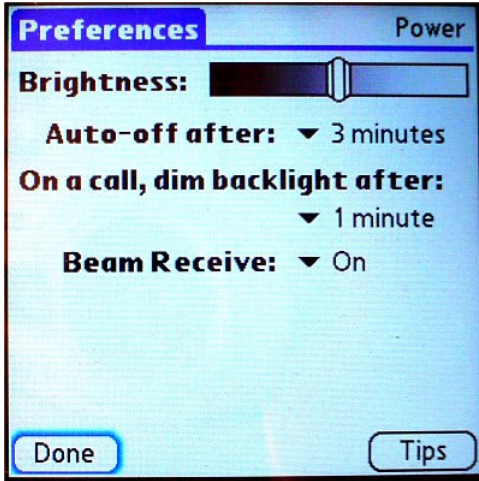 Preferences Power
Brightness:
Auto-off after: 3 minutes
On a call, dim backlight after:
1 minute
Beam Receive: On
Done Tips